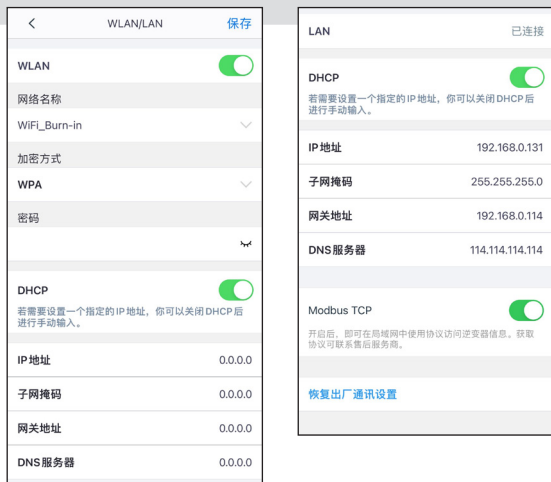 WLAN/LAN
保存
WLAN
网络名称
WiFi_Burn-in
加密方式
WPA
密码
DHCP
若需要设置一个指定的IP地址，你可以关闭DHCP后
进行手动输入。
IP地址 0.0.0.0
子网掩码 0.0.0.0
网关地址 0.0.0.0
DNS服务器 0.0.0.0
LAN 已连接
DHCP
若需要设置一个指定的IP地址，你可以关闭DHCP后
进行手动输入。
IP地址 192.168.0.131
子网掩码 255.255.255.0
网关地址 192.168.0.114
DNS服务器 114.114.114.114
Modbus TCP
开启后，即可在局域网中使用协议访问逆变器信息。获取
协议可联系售后服务商。
恢复出厂通讯设置